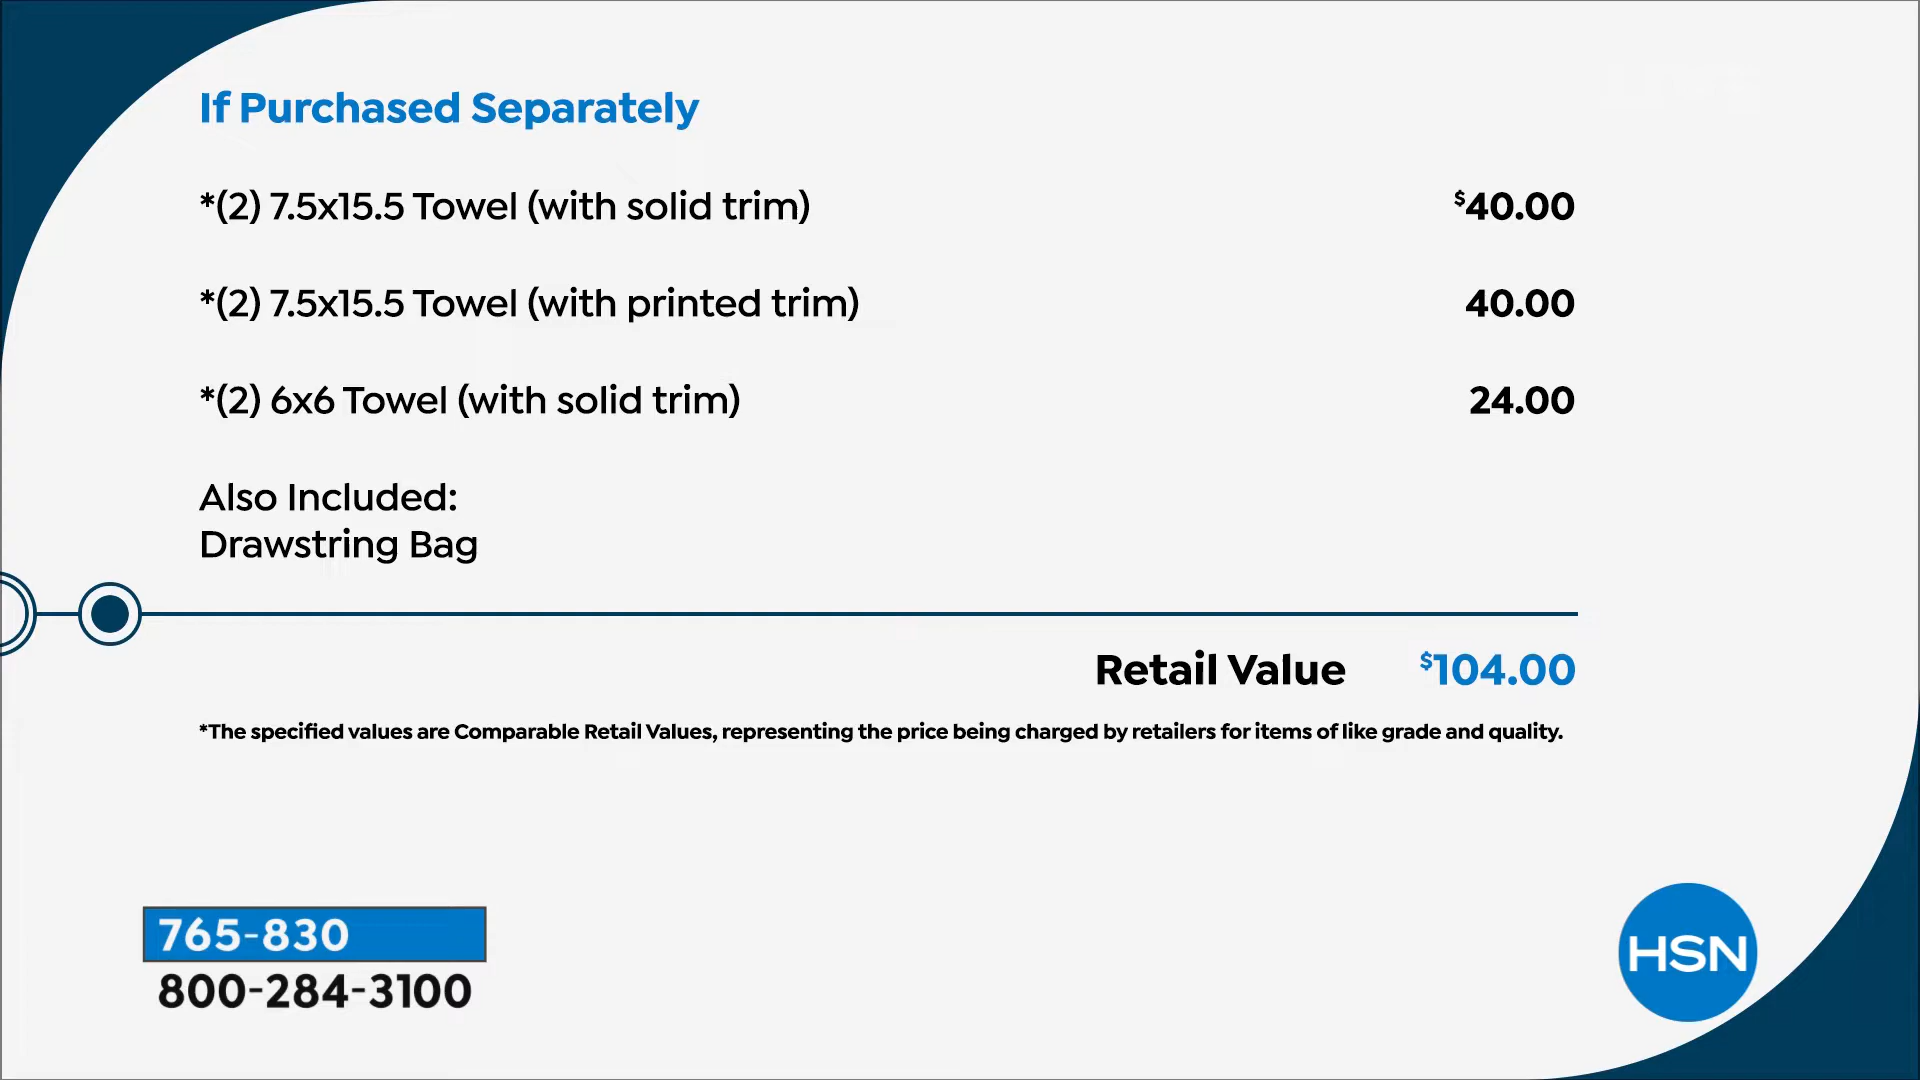 If Purchased Separately
*(2) 7.5x15.5 Towel (with solid trim) $40.00
*(2) 7.5x15.5 Towel (with printed trim) 40.00
*(2) 6x6 Towel (with solid trim) 24.00
Also Included:
Drawstring Bag
Retail Value $104.00
*The specified values are Comparable Retail Values, representing the price being charged by retailers for items of like grade and quality.
765-830
800-284-3100
HSN